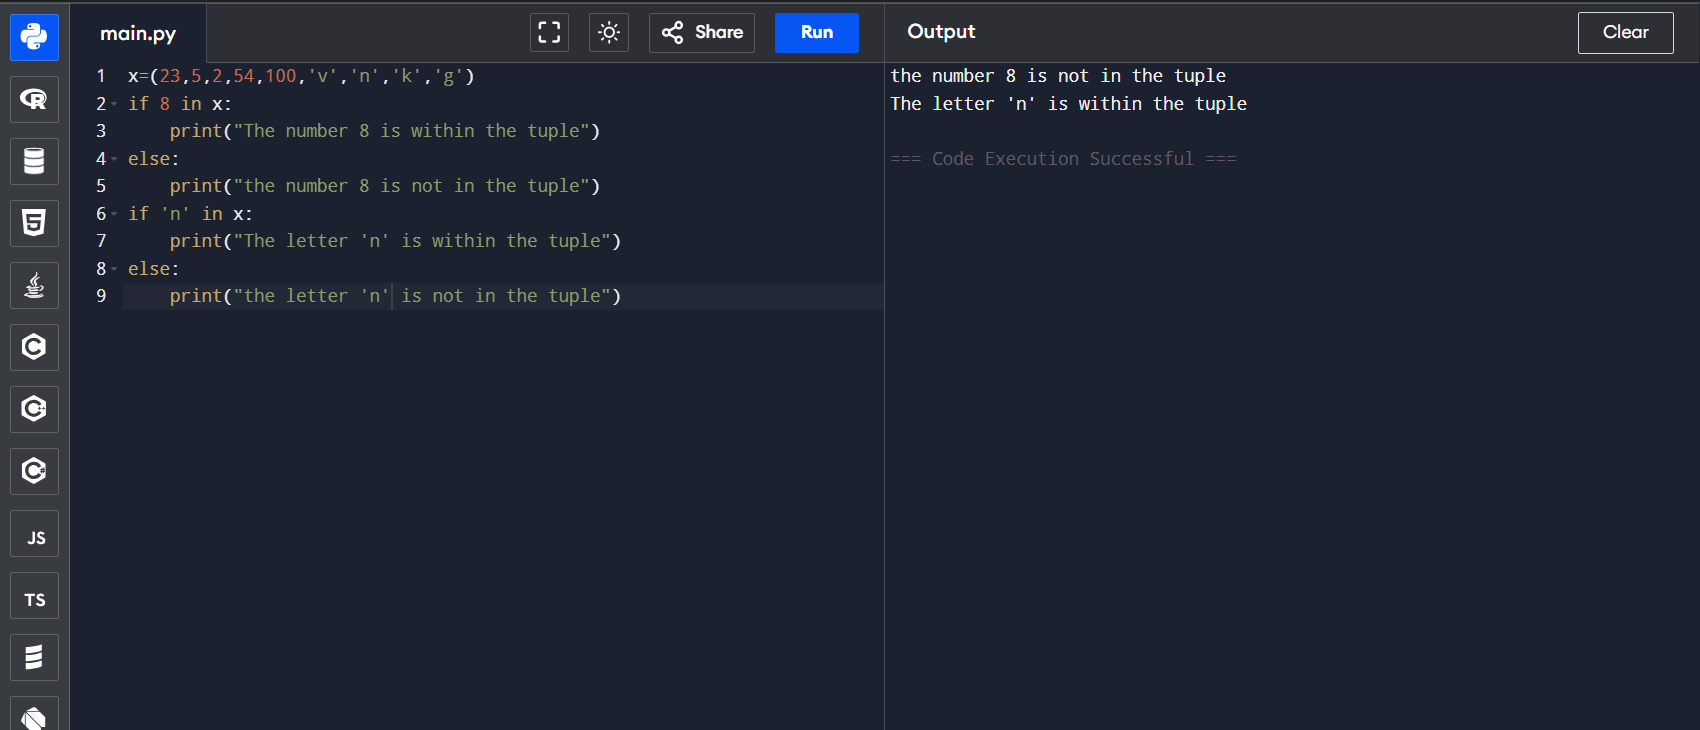 main.py
Share
Run
Output
Clear
1 x=(23,5,2,54,100,'v','n','k','g')
2 if 8 in x:
3     print("The number 8 is within the tuple")
4 else:
5     print("the number 8 is not in the tuple")
6 if 'n' in x:
7     print("The letter 'n' is within the tuple")
8 else:
9     print("the letter 'n' is not in the tuple")
the number 8 is not in the tuple
The letter 'n' is within the tuple
=== Code Execution Successful ===
R
5
C
C++
C#
JS
TS